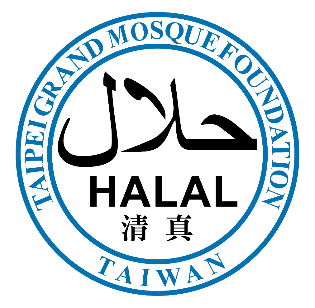 TAIPEI GRAND MOSQUE FOUNDATION
حلال
HALAL
清真
TAIWAN